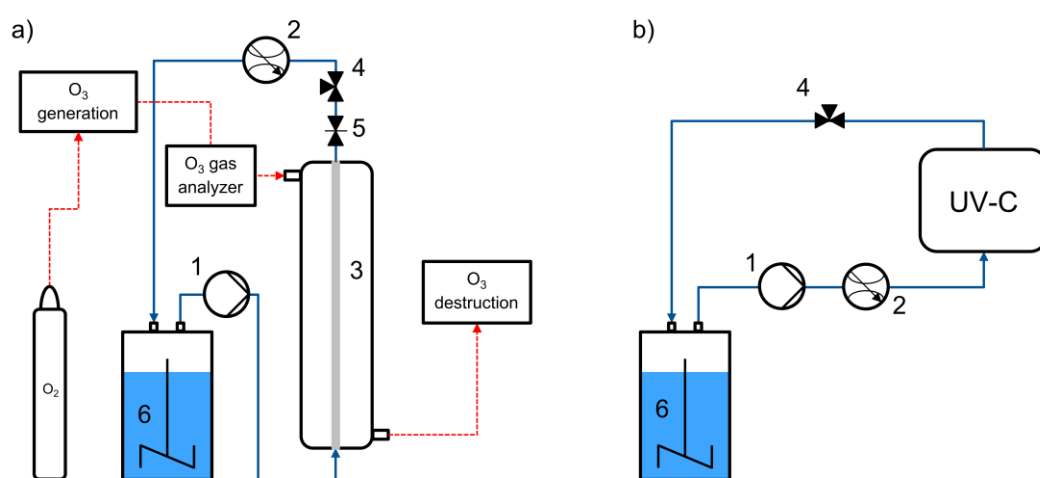 a)
2
b)
O₃
generation
4
4
5
O₃ gas
analyzer
UV-C
1
3
O₃
destruction
1
2
O₂
6
6